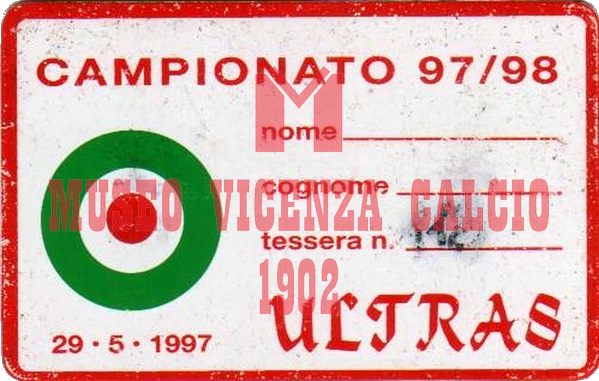 CAMPIONATO 97/98
M
nome
cognome
MUSEO VICENZA CALCIO
tessera n.
1902
29·5·1997
ULTRAS